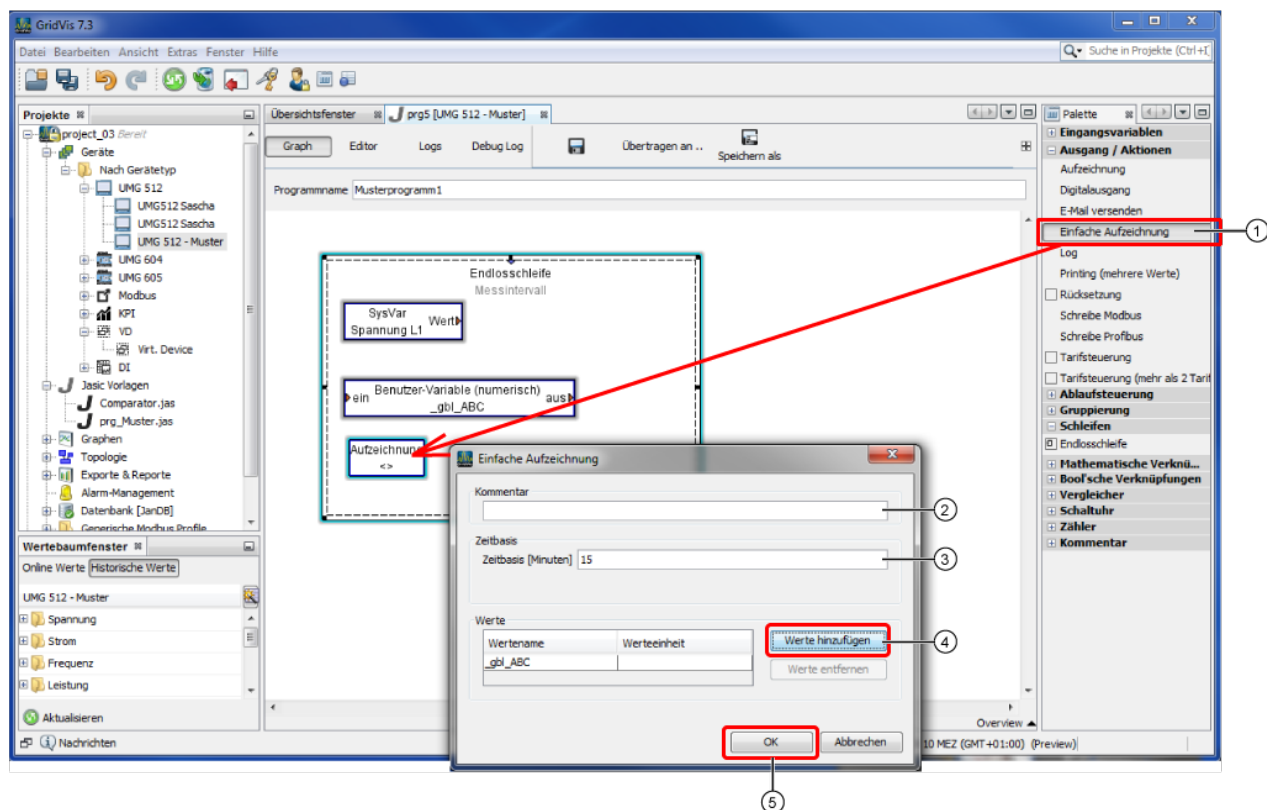 GridVis 7.3
Datei Bearbeiten Ansicht Extras Fenster Hilfe
Suche in Projekte (Ctrl+I
Projekte
project_03 Bereit
Geräte
Nach Gerätetyp
UMG 512
UMG512 Sascha
UMG512 Sascha
UMG 512 - Muster
UMG 604
UMG 605
Modbus
KPI
VD
Virt. Device
DI
Jasic Vorlagen
Comparator.jas
prg_Muster.jas
Graphen
Topologie
Exporte & Reporte
Alarm-Management
Datenbank [JanDB]
Generische Modbus Profile
Wertebaumfenster
Online Werte Historische Werte
UMG 512 - Muster
Spannung
Strom
Frequenz
Leistung
Aktualisieren
Nachrichten
Übersichtsfenster
prg5 [UMG 512 - Muster]
Graph Editor Logs Debug Log Übertragen an .. Speichern als
Programmname Musterprogramm1
Endlosschleife
Messintervall
SysVar
Spannung L1
Wert
ein
Benutzer-Variable (numerisch)
_gbl_ABC
aus
Aufzeichnung
<>
Einfache Aufzeichnung
Kommentar
2
Zeitbasis
Zeitbasis [Minuten] 15
3
Werte
Wertename Werteeinheit
_gbl_ABC
Werte hinzufügen
4
Werte entfernen
OK Abbrechen
5
Overview
10 MEZ (GMT+01:00) (Preview)
Palette
Eingangsvariablen
Ausgang / Aktionen
Aufzeichnung
Digitalausgang
E-Mail versenden
Einfache Aufzeichnung
1
Log
Printing (mehrere Werte)
Rücksetzung
Schreibe Modbus
Schreibe Profibus
Tarifsteuerung
Tarifsteuerung (mehr als 2 Tarif
Ablaufsteuerung
Gruppierung
Schleifen
Endlosschleife
Mathematische Verknü...
Bool'sche Verknüpfungen
Vergleicher
Schaltuhr
Zähler
Kommentar